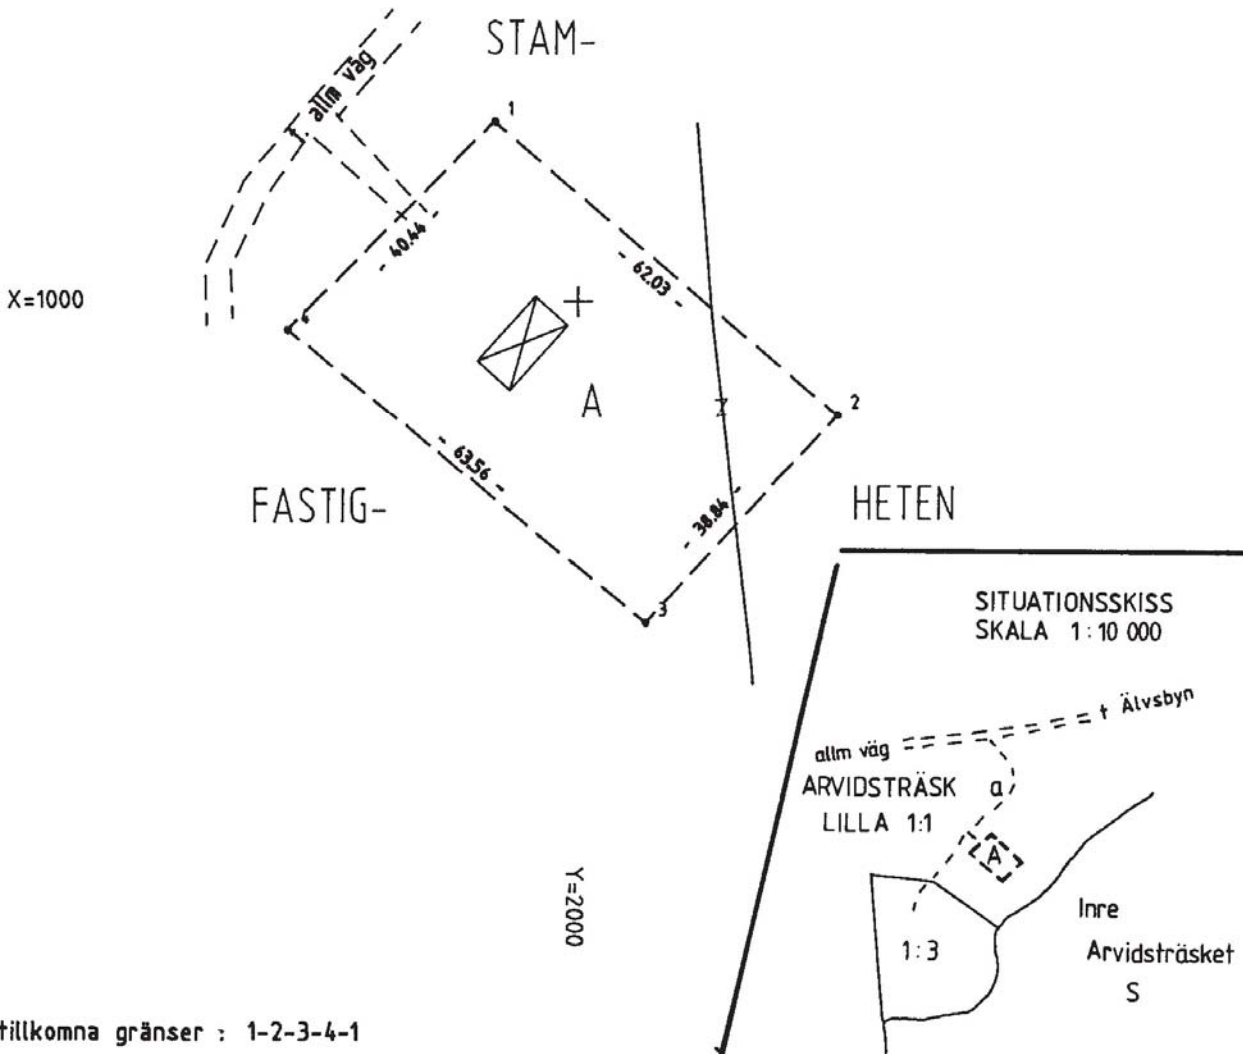 STAM-
allm väg
1
40.44
62.03
X=1000
4
A
Z
2
63.56
38.84
FASTIG-
HETEN
3
SITUATIONSSKISS
SKALA 1:10 000
t Älvsbyn
allm väg
ARVIDSTRÄSK a
LILLA 1:1
A
Y=2000
Inre
1:3
Arvidsträsket
S
tillkomna gränser : 1-2-3-4-1